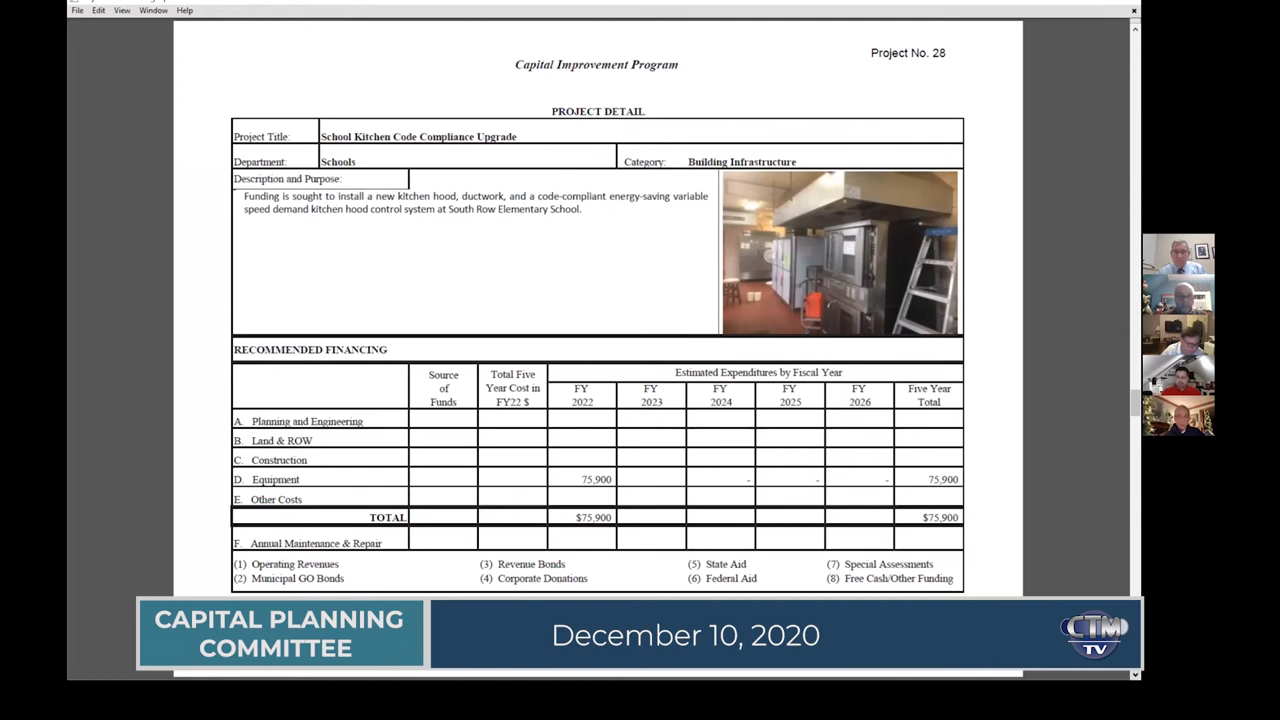 File Edit View Window Help
Project No. 28
Capital Improvement Program
PROJECT DETAIL
Project Title: School Kitchen Code Compliance Upgrade
Department: Schools Category: Building Infrastructure
Description and Purpose:
Funding is sought to install a new kitchen hood, ductwork, and a code-compliant energy-saving variable
speed demand kitchen hood control system at South Row Elementary School.
RECOMMENDED FINANCING
Source Total Five Estimated Expenditures by Fiscal Year
of Year Cost in FY FY FY FY FY Five Year
Funds FY22 $ 2022 2023 2024 2025 2026 Total
A. Planning and Engineering
B. Land & ROW
C. Construction
D. Equipment 75,900 - - - 75,900
E. Other Costs
TOTAL $75,900 $75,900
F. Annual Maintenance & Repair
(1) Operating Revenues (3) Revenue Bonds (5) State Aid (7) Special Assessments
(2) Municipal GO Bonds (4) Corporate Donations (6) Federal Aid (8) Free Cash/Other Funding
CAPITAL PLANNING
COMMITTEE
December 10, 2020
CTM
TV